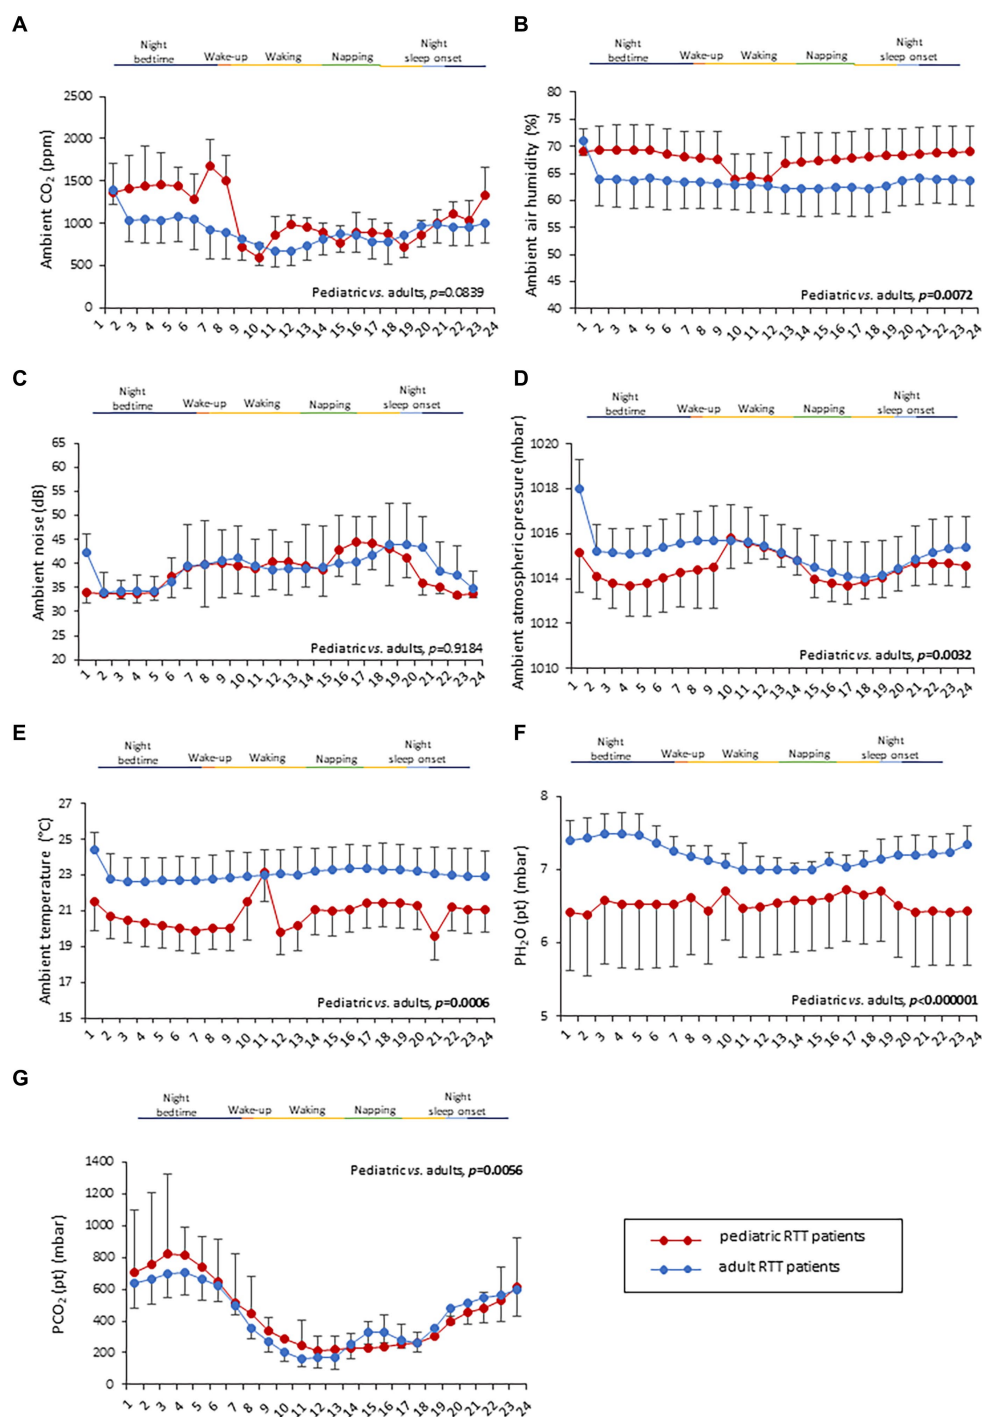 A
Night
bedtime Wake-up Waking Napping Night
sleep onset
Ambient CO2 (ppm)
2500
2000
1500
1000
500
0
Pediatric vs. adults, p=0.0839
1 2 3 4 5 6 7 8 9 10 11 12 13 14 15 16 17 18 19 20 21 22 23 24
B
Night
bedtime Wake-up Waking Napping Night
sleep onset
Ambient air humidity (%)
80
75
70
65
60
55
50
45
40
Pediatric vs. adults, p=0.0072
1 2 3 4 5 6 7 8 9 10 11 12 13 14 15 16 17 18 19 20 21 22 23 24
C
Night
bedtime Wake-up Waking Napping Night
sleep onset
Ambient noise (dB)
65
60
55
50
45
40
35
30
25
20
Pediatric vs. adults, p=0.9184
1 2 3 4 5 6 7 8 9 10 11 12 13 14 15 16 17 18 19 20 21 22 23 24
D
Night
bedtime Wake-up Waking Napping Night
sleep onset
Ambient atmospheric pressure (mbar)
1020
1018
1016
1014
1012
1010
Pediatric vs. adults, p=0.0032
1 2 3 4 5 6 7 8 9 10 11 12 13 14 15 16 17 18 19 20 21 22 23 24
E
Night
bedtime Wake-up Waking Napping Night
sleep onset
Ambient temperature (°C)
27
25
23
21
19
17
15
Pediatric vs. adults, p=0.0006
1 2 3 4 5 6 7 8 9 10 11 12 13 14 15 16 17 18 19 20 21 22 23 24
F
Night
bedtime Wake-up Waking Napping Night
sleep onset
PH2O (pt) (mbar)
8
7
6
5
Pediatric vs. adults, p<0.000001
1 2 3 4 5 6 7 8 9 10 11 12 13 14 15 16 17 18 19 20 21 22 23 24
G
Night
bedtime Wake-up Waking Napping Night
sleep onset
Pediatric vs. adults, p=0.0056
PCO2 (pt) (mbar)
1400
1200
1000
800
600
400
200
0
1 2 3 4 5 6 7 8 9 10 11 12 13 14 15 16 17 18 19 20 21 22 23 24
pediatric RTT patients
adult RTT patients